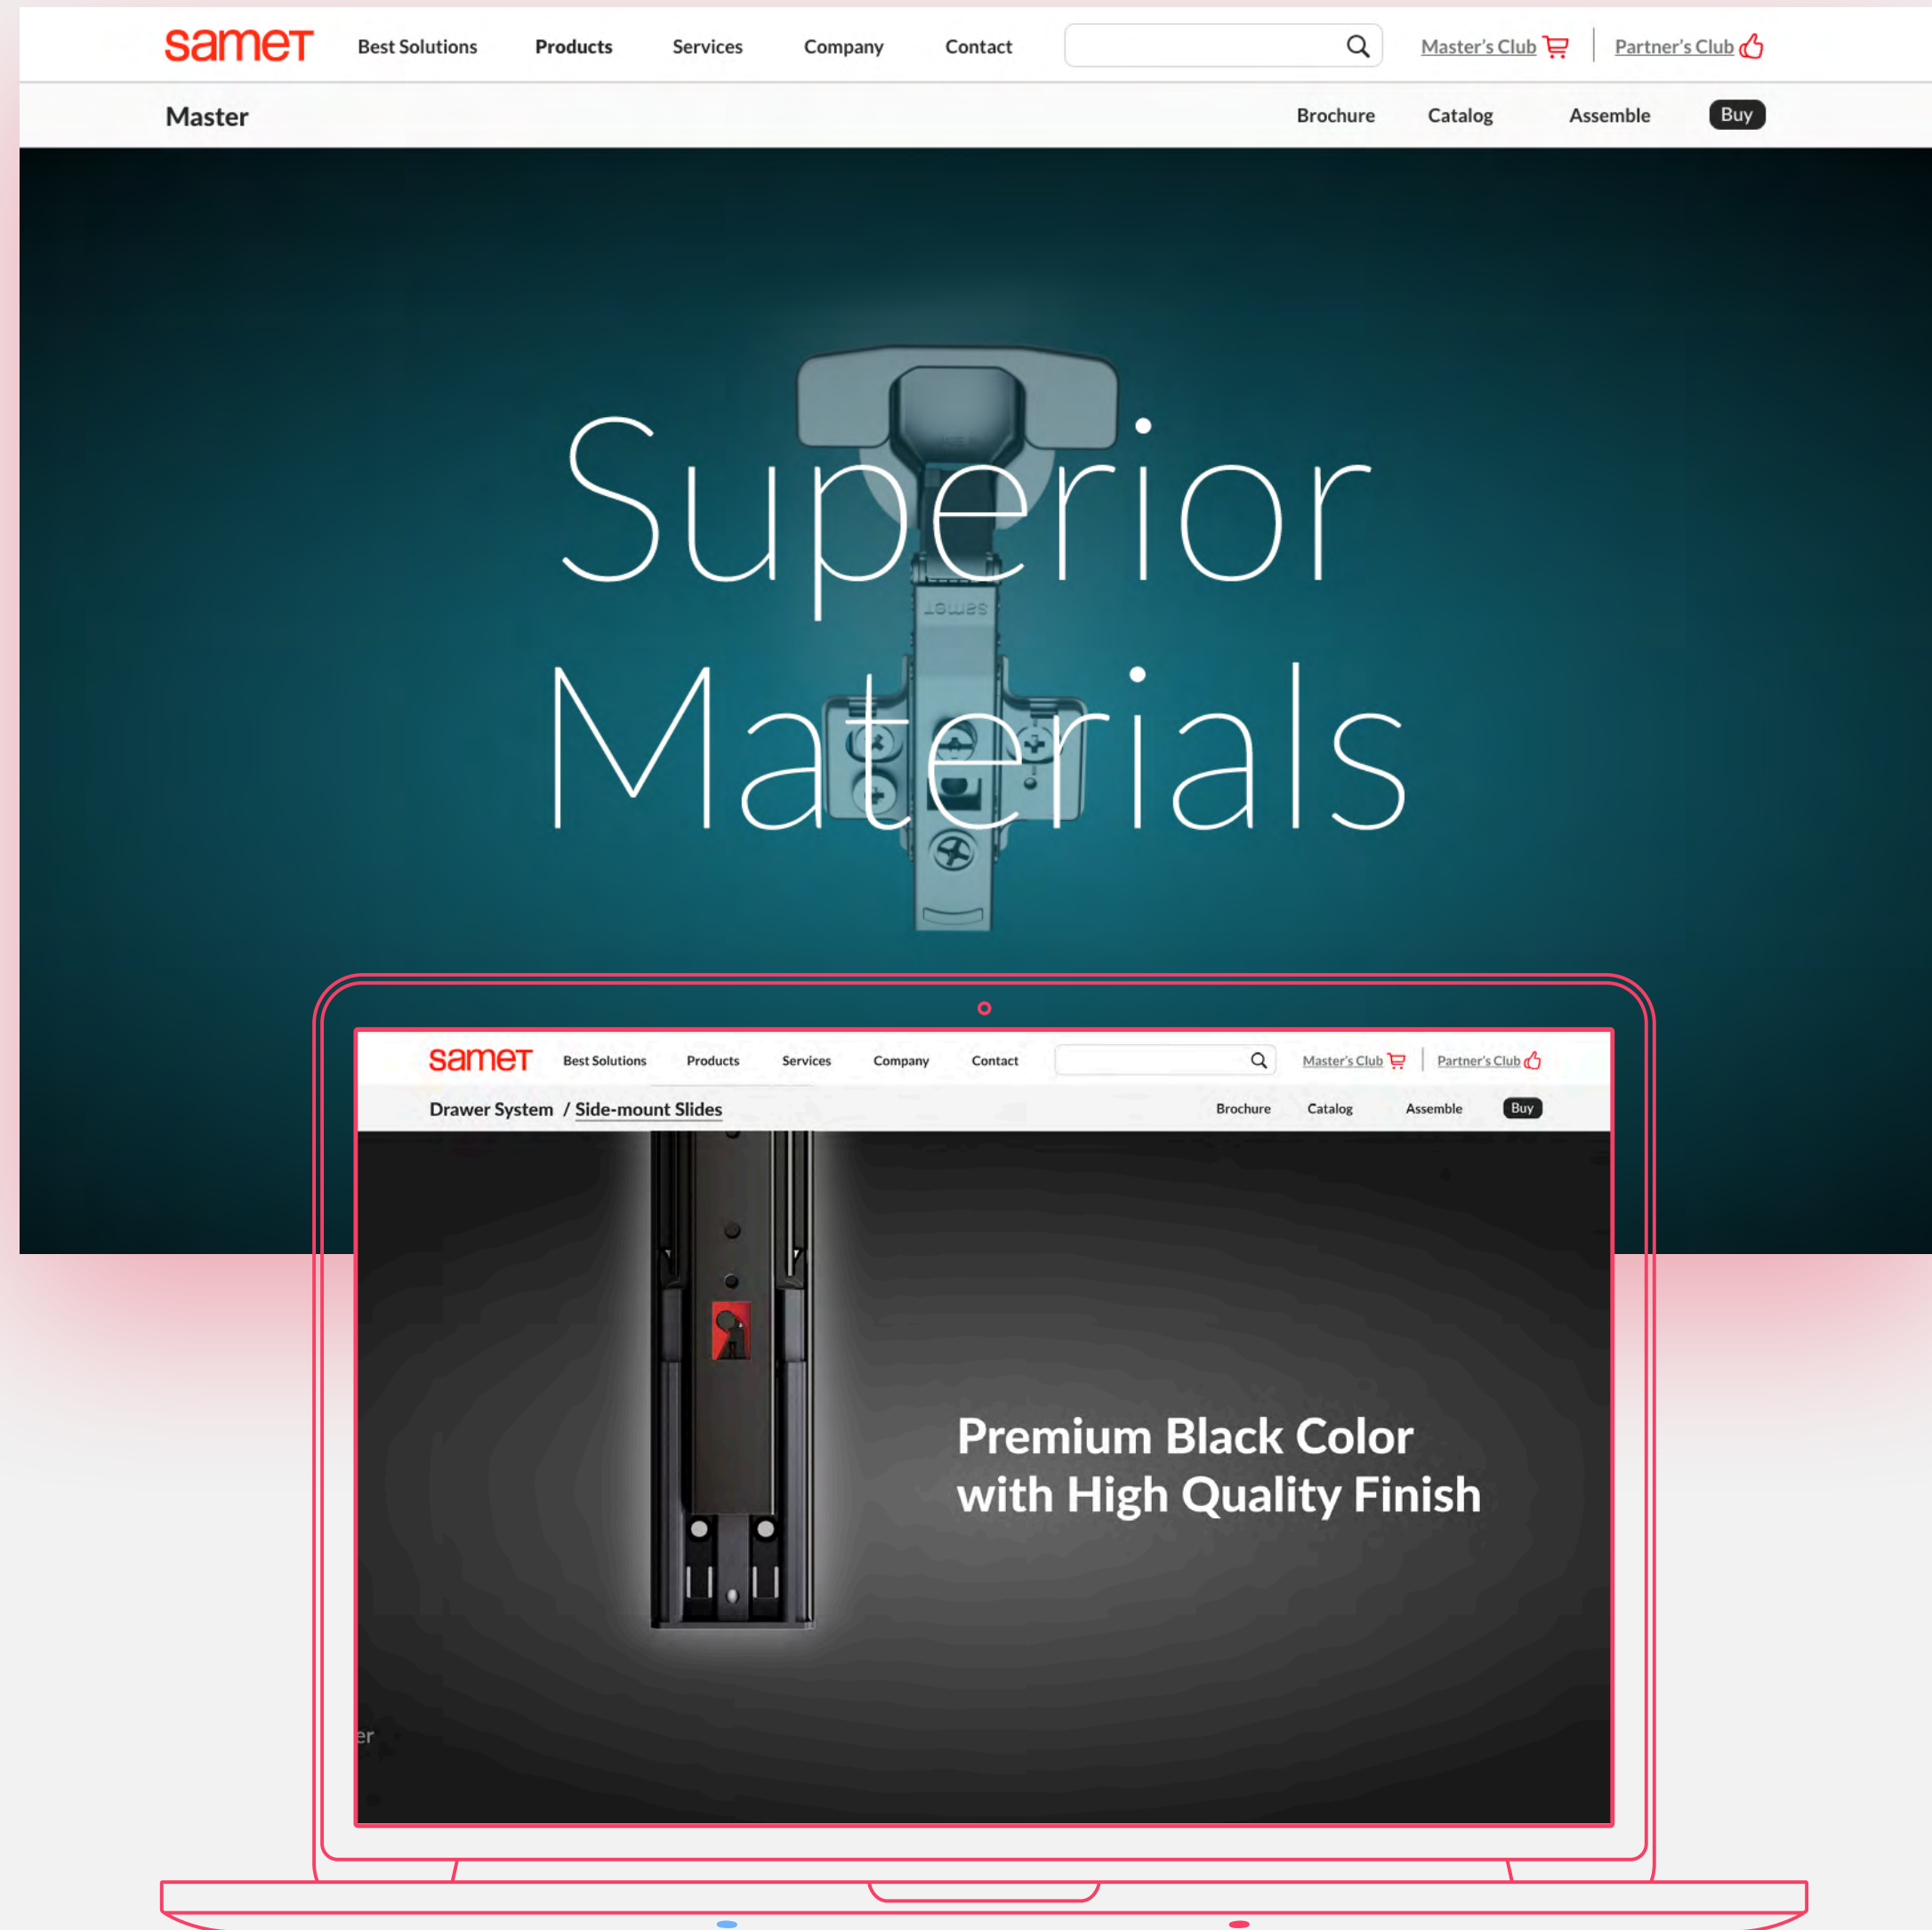 samet
Best Solutions Products Services Company Contact Master's Club Partner's Club
Master Brochure Catalog Assemble Buy
Superior
samet
Materials
samet
Best Solutions Products Services Company Contact Master's Club Partner's Club
Drawer System / Side-mount Slides Brochure Catalog Assemble Buy
Premium Black Color
with High Quality Finish
er